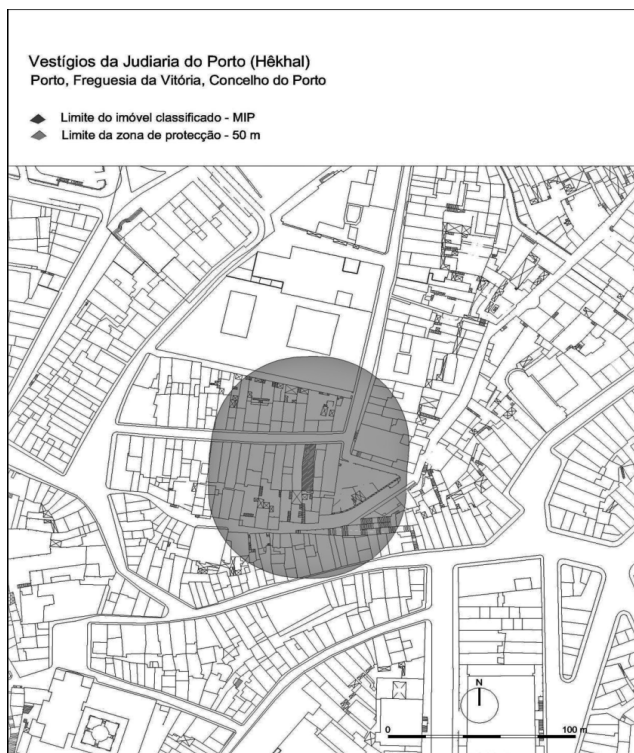 Vestígios da Judiaria do Porto (Hêkhal)
Porto, Freguesia da Vitória, Concelho do Porto
Limite do imóvel classificado - MIP
Limite da zona de protecção - 50 m
N
0 100 m